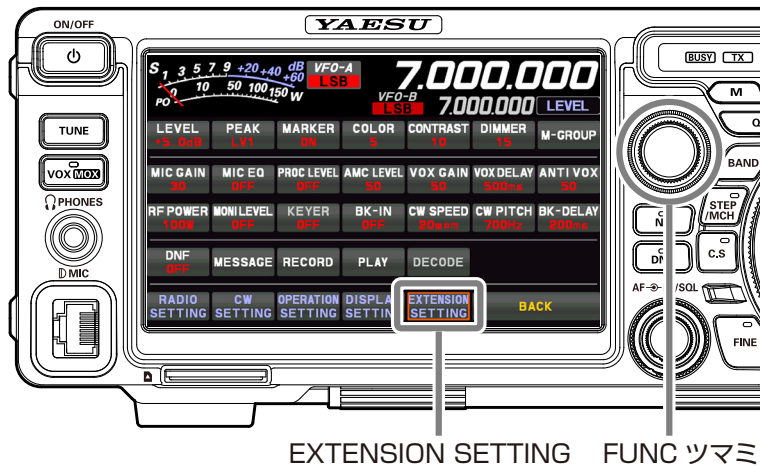 ON/OFF
YAESU
BUSY TX
S 1 3 5 7 9 +20 +40 +60 dB
PO 0 10 50 100 150 W
VFO-A
LSB
7.000.000
VFO-B
LSB
7.000.000
LEVEL
M
TUNE
LEVEL PEAK MARKER COLOR CONTRAST DIMMER M-GROUP
+5.0dB LV1 ON 5 10 15
BAND
VOX MOX
MIC GAIN MIC EQ PROC LEVEL AMC LEVEL VOX GAIN VOX DELAY ANTI VOX
30 OFF OFF 50 50 500ms 50
PHONES
RF POWER MONI LEVEL KEYER BK-IN CW SPEED CW PITCH BK-DELAY
100W OFF OFF OFF 20wpm 700Hz 200ms
STEP
/MCH
DNF MESSAGE RECORD PLAY DECODE
OFF
C.S
MIC
AF /SQL
RADIO SETTING
CW SETTING
OPERATION SETTING
EXTENSION SETTING
BACK
FINE
EXTENSION SETTING FUNC ツマミ